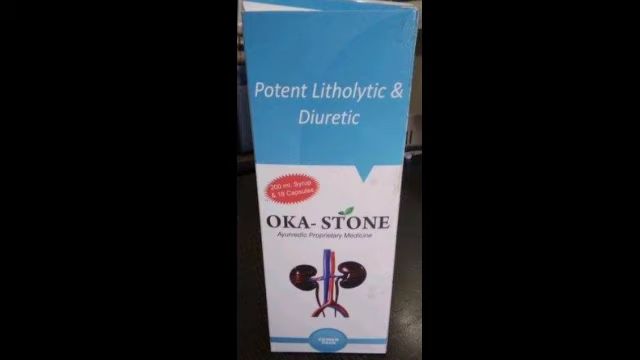 Potent Litholytic &
Diuretic
200 ml. Syrup
& 18 Capsules
OKA-STONE
Ayurvedic Proprietary Medicine